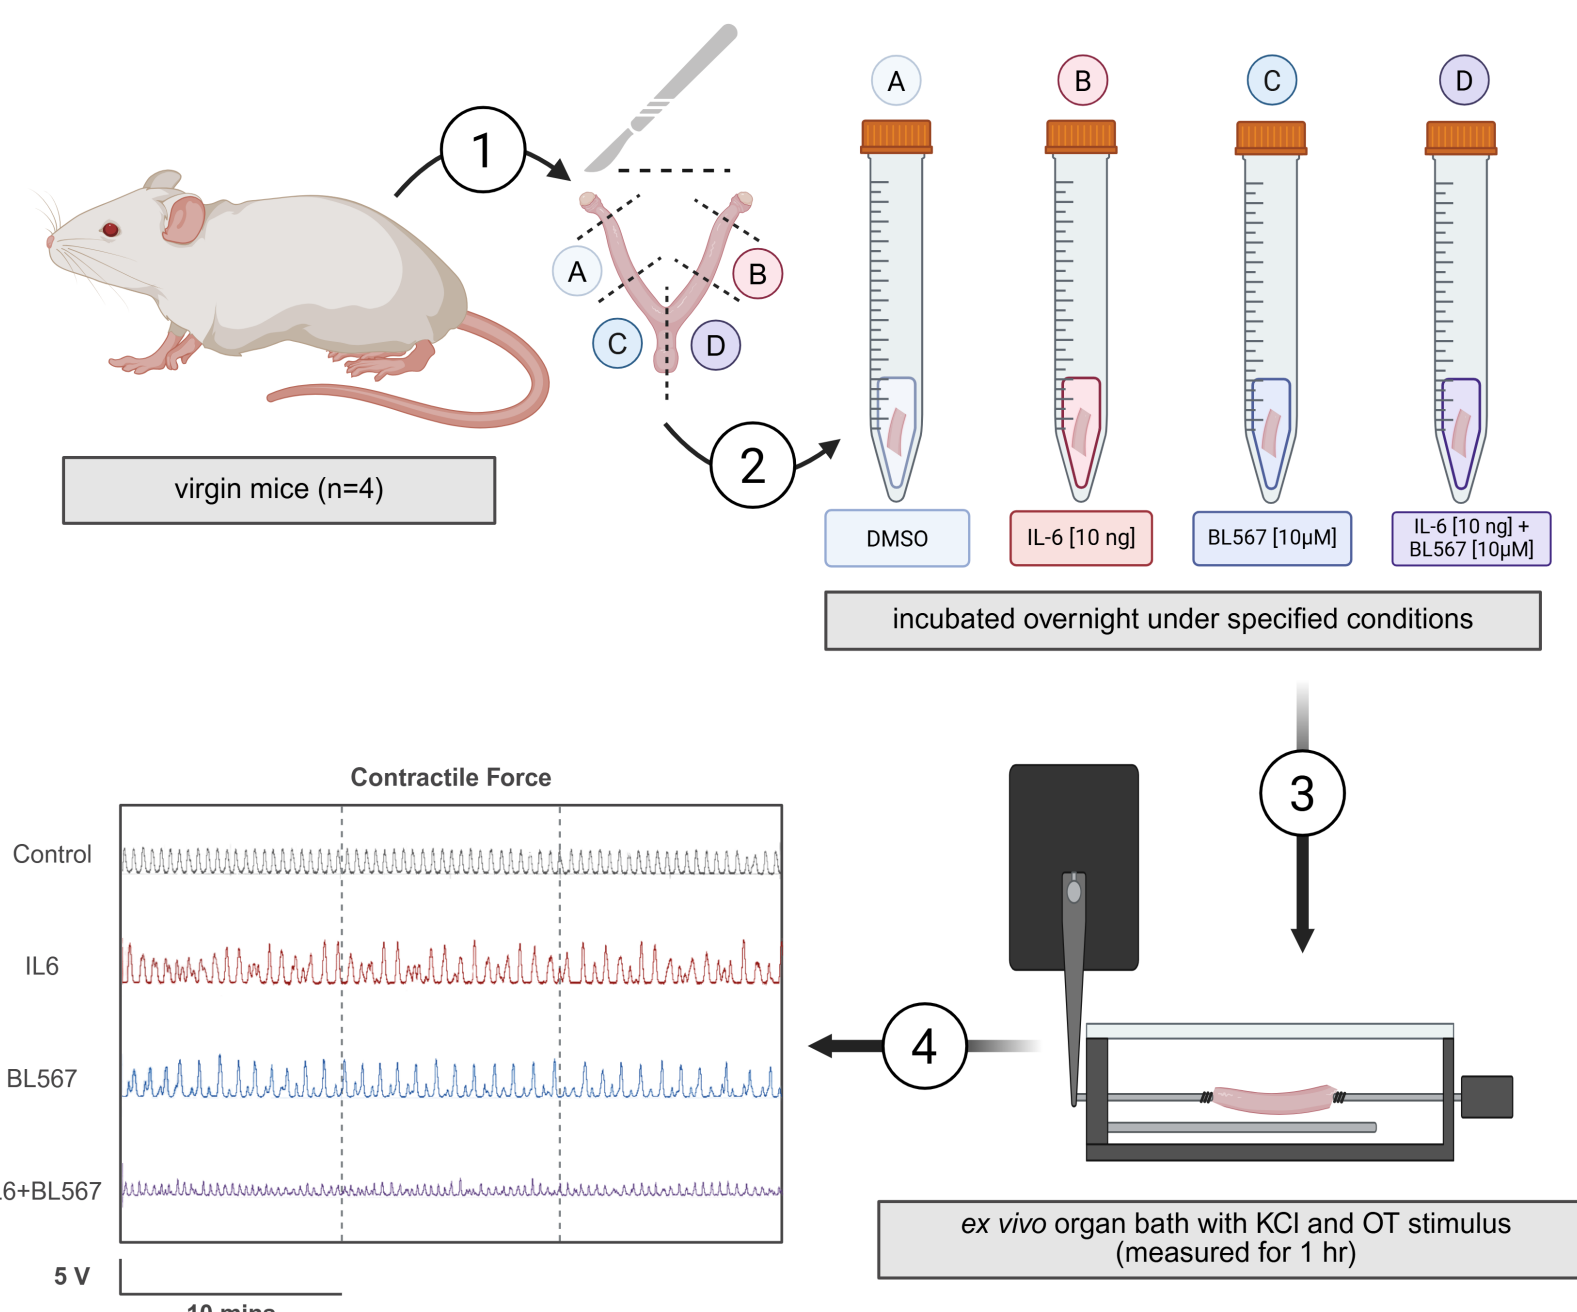 1
A
B
C
D
2
virgin mice (n=4)
A
B
C
D
DMSO
IL-6 [10 ng]
BL567 [10µM]
IL-6 [10 ng] +
BL567 [10µM]
incubated overnight under specified conditions
3
ex vivo organ bath with KCl and OT stimulus
(measured for 1 hr)
4
Contractile Force
Control
IL6
BL567
6+BL567
5 V
10 mins